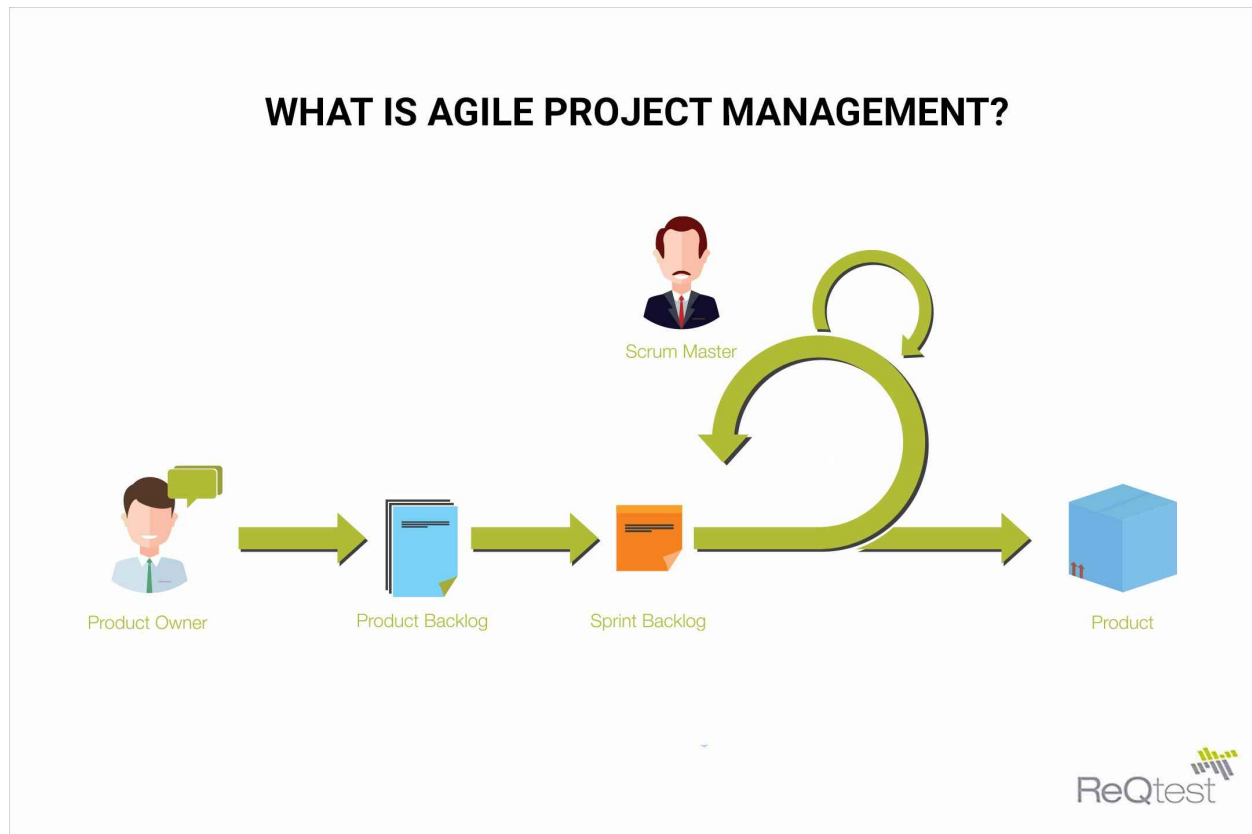 WHAT IS AGILE PROJECT MANAGEMENT?
Scrum Master
Product Owner
Product Backlog
Sprint Backlog
Product
ReQtest